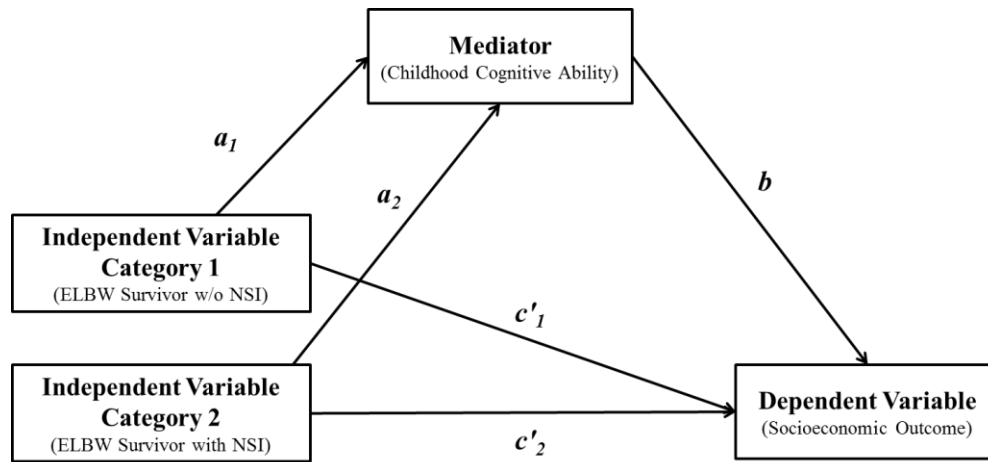 Mediator
(Childhood Cognitive Ability)
a₁
a₂
b
Independent Variable
Category 1
(ELBW Survivor w/o NSI)
c'₁
Independent Variable
Category 2
(ELBW Survivor with NSI)
c'₂
Dependent Variable
(Socioeconomic Outcome)